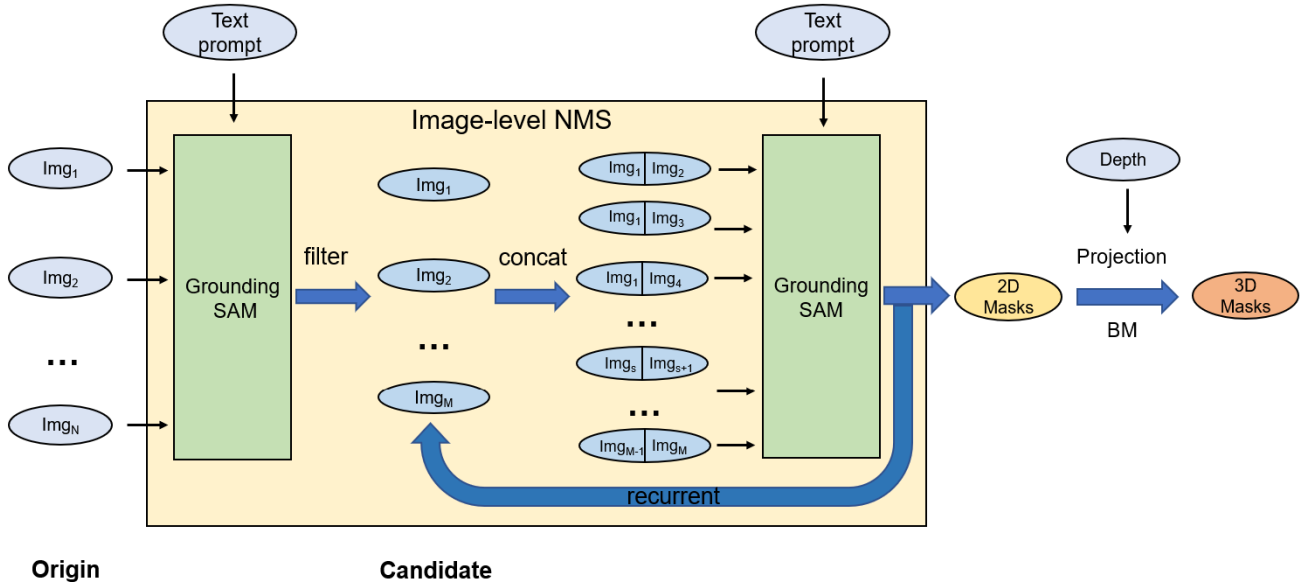 Text
prompt
Text
prompt
Image-level NMS
Img1
Img2
...
ImgN
Grounding
SAM
filter
Img1
Img2
...
ImgM
concat
Img1 Img2
Img1 Img3
Img1 Img4
...
Imgs Imgs+1
...
ImgM-1 ImgM
Grounding
SAM
recurrent
2D
Masks
Depth
Projection
BM
3D
Masks
Origin
Candidate